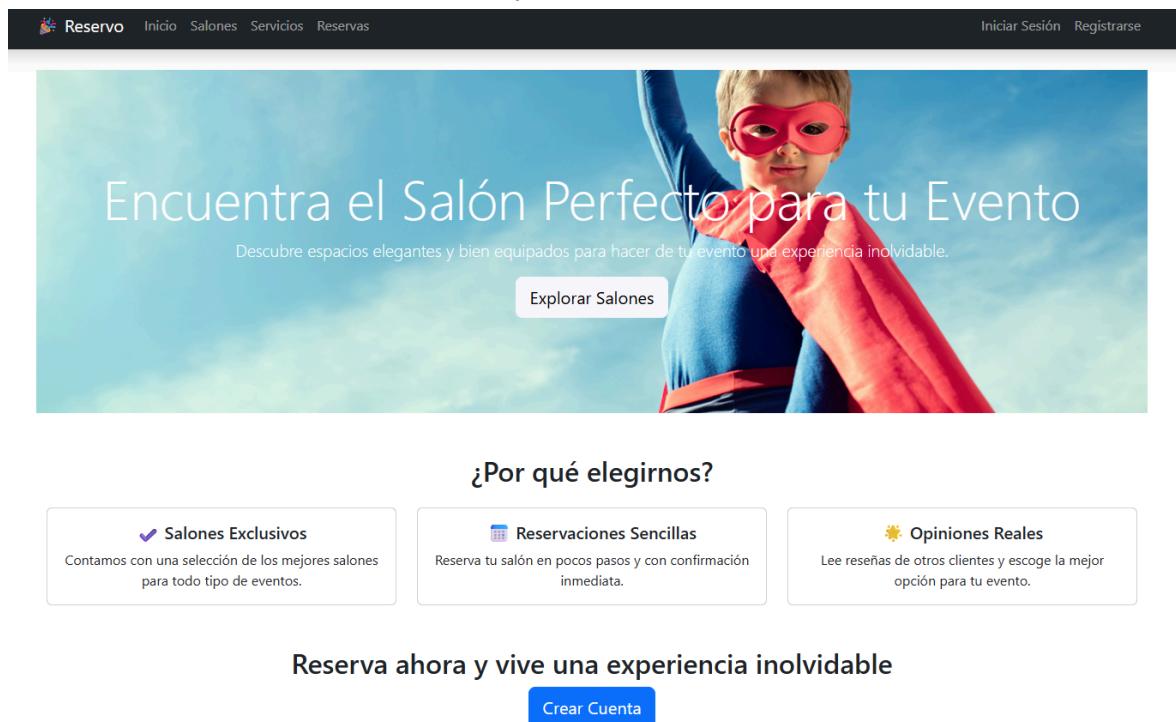 Reservo Inicio Salones Servicios Reservas Iniciar Sesión Registrarse
Encuentra el Salón Perfecto para tu Evento
Descubre espacios elegantes y bien equipados para hacer de tu evento una experiencia inolvidable.
Explorar Salones
¿Por qué elegirnos?
Salones Exclusivos
Contamos con una selección de los mejores salones
para todo tipo de eventos.
Reservaciones Sencillas
Reserva tu salón en pocos pasos y con confirmación
inmediata.
Opiniones Reales
Lee reseñas de otros clientes y escoge la mejor
opción para tu evento.
Reserva ahora y vive una experiencia inolvidable
Crear Cuenta